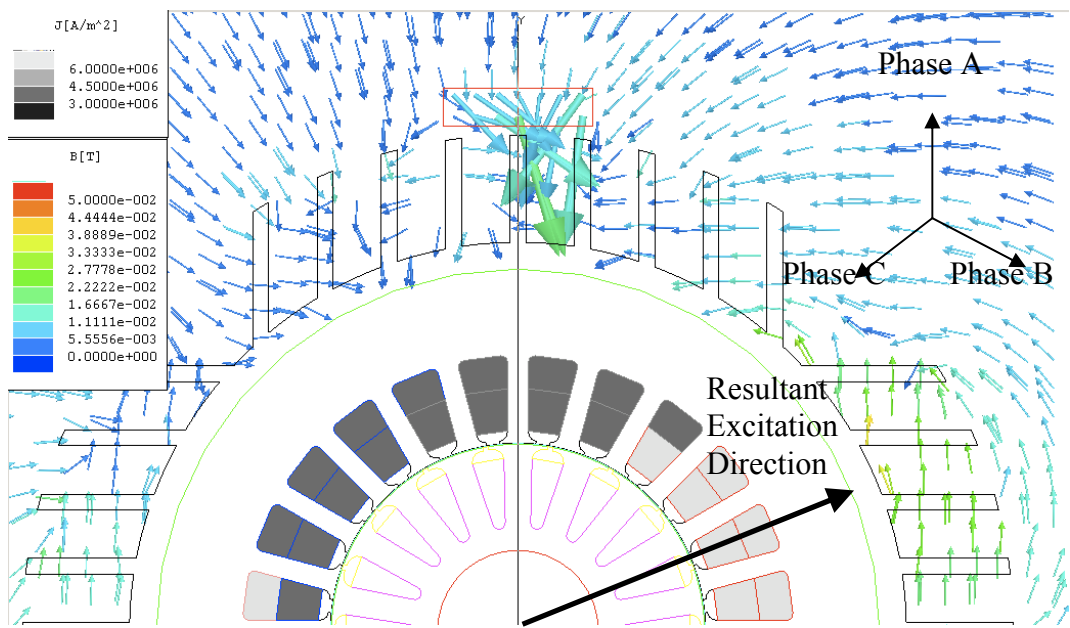 J[A/m^2]
6.0000e+006
4.5000e+006
3.0000e+006
B[T]
5.0000e-002
4.4444e-002
3.8889e-002
3.3333e-002
2.7778e-002
2.2222e-002
1.6667e-002
1.1111e-002
5.5556e-003
0.0000e+000
Y
Phase A
Phase C
Phase B
Resultant
Excitation
Direction